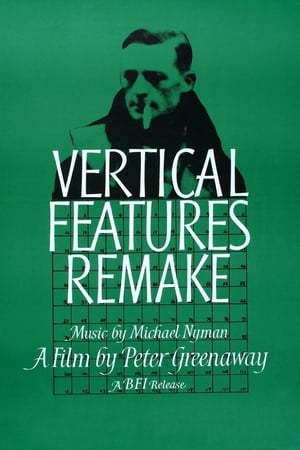 VERTICAL
FEATURES
REMAKE
Music by Michael Nyman
A Film by Peter Greenaway
A BFI Release